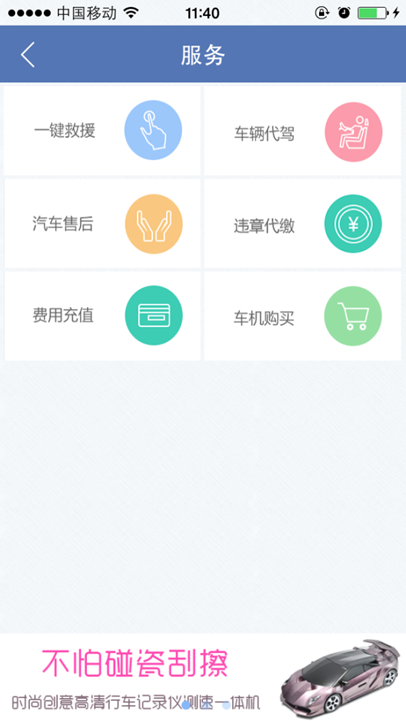 中国移动 11:40
服务
一键救援
车辆代驾
汽车售后
违章代缴
¥
费用充值
车机购买
不怕碰瓷刮擦
时尚创意高清行车记录仪测速一体机